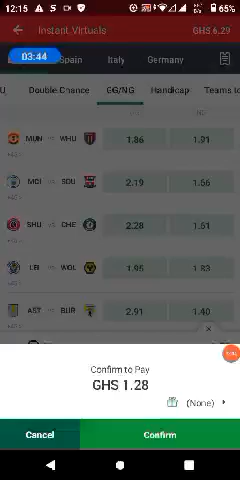 12:15
65%
Instant Virtuals
GHS 6.29
03:44
Spain
Italy
Germany
U
Double Chance
GG/NG
Handicap
Teams to
MUN
vs
WHU
1.86
1.91
SOU
2.19
1.56
SHU
vs
CHE
2.28
1.51
WOL
1.95
1.83
AST
vs
BUR
2.91
1.40
Confirm to Pay
GHS 1.28
(None)
Cancel
Confirm